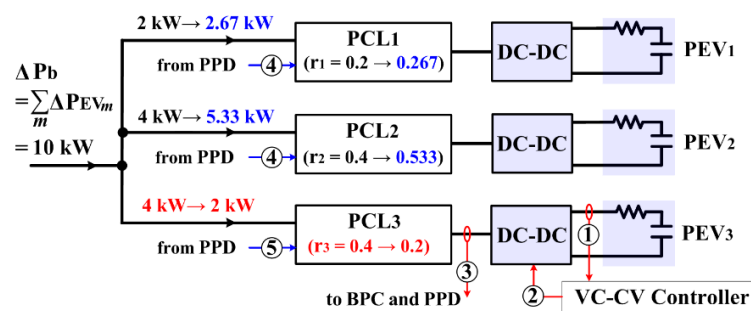 2 kW→ 2.67 kW
PCL1
(r1 = 0.2 → 0.267)
from PPD ④
DC-DC
PEV1
Δ Pb
= ∑ ΔPEVm
m
= 10 kW
4 kW→ 5.33 kW
PCL2
(r2 = 0.4 → 0.533)
from PPD ④
DC-DC
PEV2
4 kW→ 2 kW
PCL3
(r3 = 0.4 → 0.2)
from PPD ⑤
DC-DC
①
PEV3
③
②
to BPC and PPD
VC-CV Controller